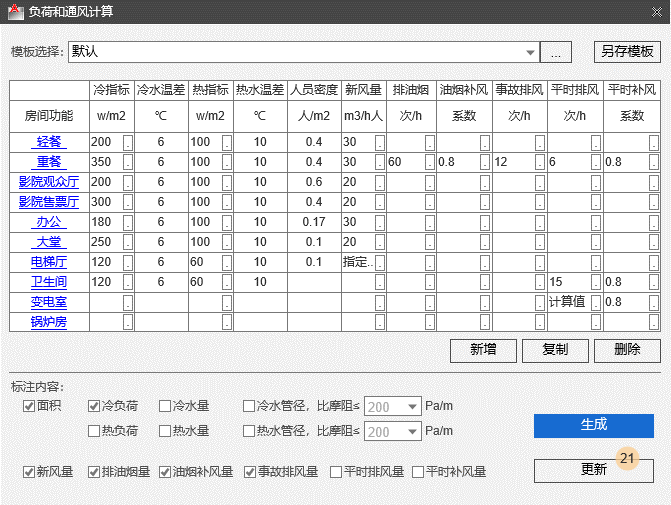 负荷和通风计算
模板选择: 默认 ... 另存模板
冷指标 冷水温差 热指标 热水温差 人员密度 新风量 排油烟 油烟补风 事故排风 平时排风 平时补风
房间功能 w/m2 ℃ w/m2 ℃ 人/m2 m3/h人 次/h 系数 次/h 次/h 系数
轻餐 200 6 100 10 0.4 30
重餐 350 6 100 10 0.4 30 60 0.8 12 6 0.8
影院观众厅 200 6 100 10 0.6 20
影院售票厅 300 6 100 10 0.4 20
办公 180 6 100 10 0.17 30
大堂 250 6 100 10 0.1 20
电梯厅 120 6 60 10 0.1 指定..
卫生间 120 6 60 10 15 0.8
变电室 计算值 0.8
锅炉房
新增 复制 删除
标注内容:
面积 冷负荷 冷水量 冷水管径，比摩阻≤ 200 Pa/m
热负荷 热水量 热水管径，比摩阻≤ 200 Pa/m
生成
新风量 排油烟量 油烟补风量 事故排风量 平时排风量 平时补风量
更新 21